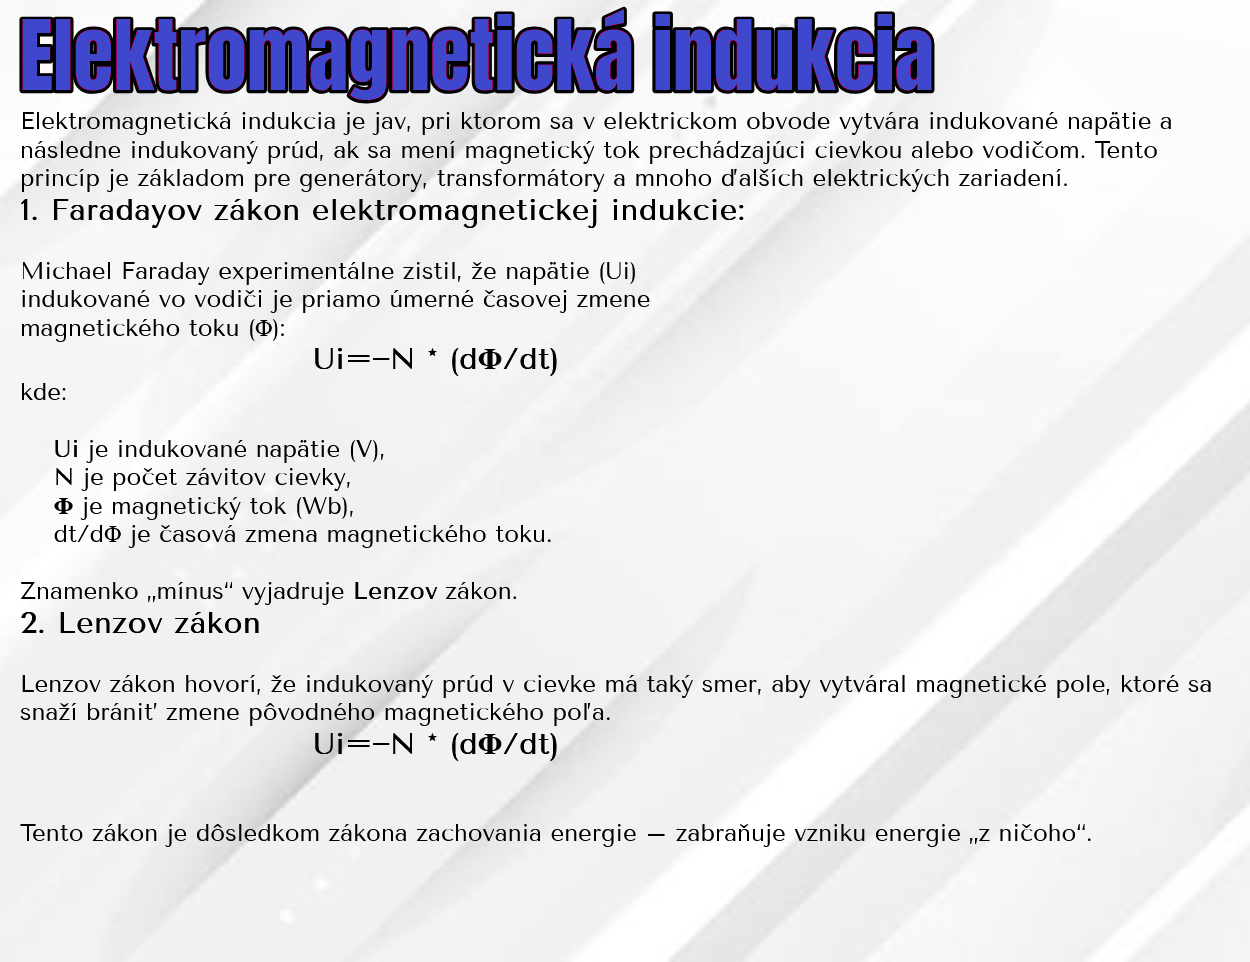 Elektromagnetická indukcia
Elektromagnetická indukcia je jav, pri ktorom sa v elektrickom obvode vytvára indukované napätie a
následne indukovaný prúd, ak sa mení magnetický tok prechádzajúci cievkou alebo vodičom. Tento
princíp je základom pre generátory, transformátory a mnoho ďalších elektrických zariadení.
1. Faradayov zákon elektromagnetickej indukcie:
Michael Faraday experimentálne zistil, že napätie (Ui)
indukované vo vodiči je priamo úmerné časovej zmene
magnetického toku (Φ):
Ui=−N * (dΦ/dt)
kde:
Ui je indukované napätie (V),
N je počet závitov cievky,
Φ je magnetický tok (Wb),
dt/dΦ je časová zmena magnetického toku.
Znamenko „mínus“ vyjadruje Lenzov zákon.
2. Lenzov zákon
Lenzov zákon hovorí, že indukovaný prúd v cievke má taký smer, aby vytváral magnetické pole, ktoré sa
snaží brániť zmene pôvodného magnetického poľa.
Ui=−N * (dΦ/dt)
Tento zákon je dôsledkom zákona zachovania energie – zabraňuje vzniku energie „z ničoho“.